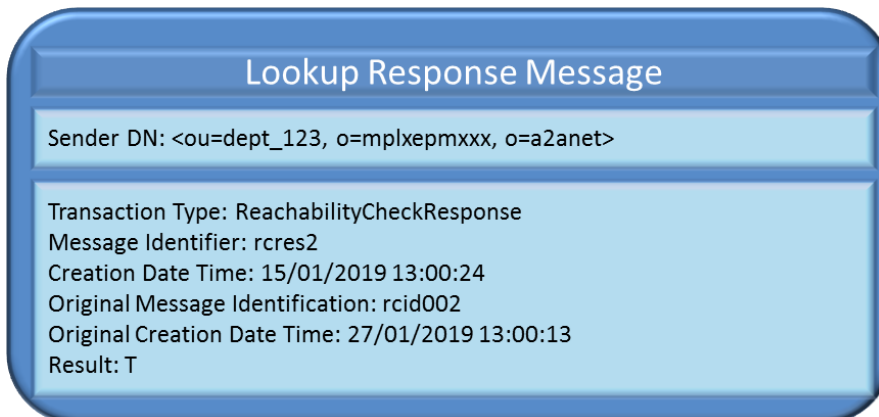 Lookup Response Message
Sender DN: <ou=dept_123, o=mplxepmxxx, o=a2anet>
Transaction Type: ReachabilityCheckResponse
Message Identifier: rcres2
Creation Date Time: 15/01/2019 13:00:24
Original Message Identification: rcid002
Original Creation Date Time: 27/01/2019 13:00:13
Result: T